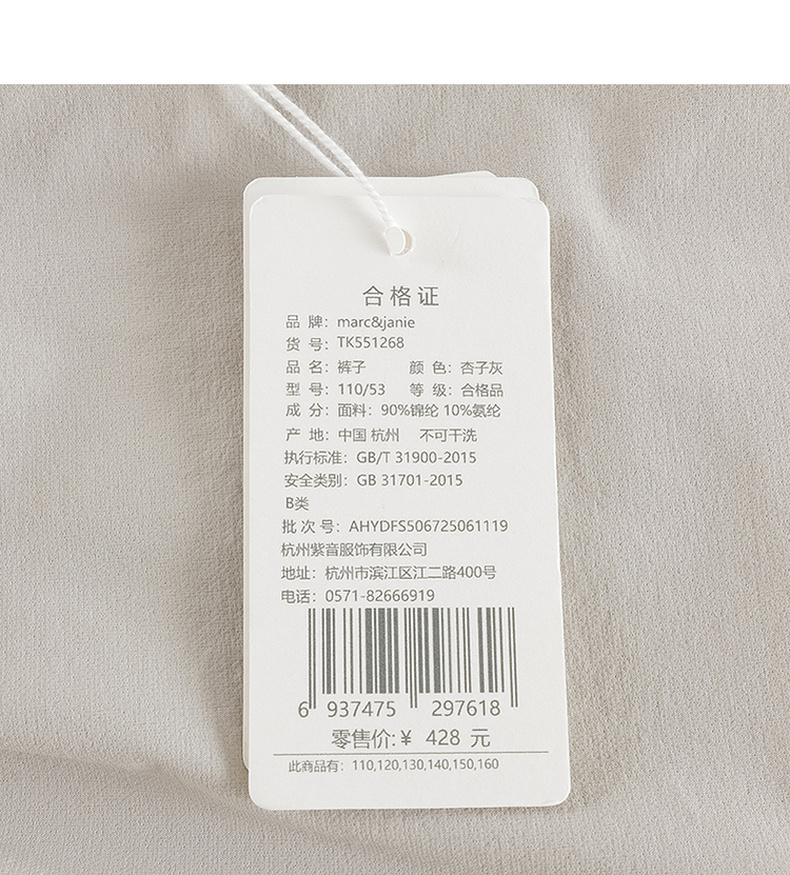 合格证
品 牌：marc&janie
货 号：TK551268
品 名：裤子 颜 色：杏子灰
型 号：110/53 等 级：合格品
成 分：面料：90%锦纶 10%氨纶
产 地：中国 杭州 不可干洗
执行标准：GB/T 31900-2015
安全类别：GB 31701-2015
B类
批 次 号：AHYDFS506725061119
杭州紫音服饰有限公司
地址：杭州市滨江区江二路400号
电话：0571-82666919
6 937475 297618
零售价:¥ 428 元
此商品有：110,120,130,140,150,160